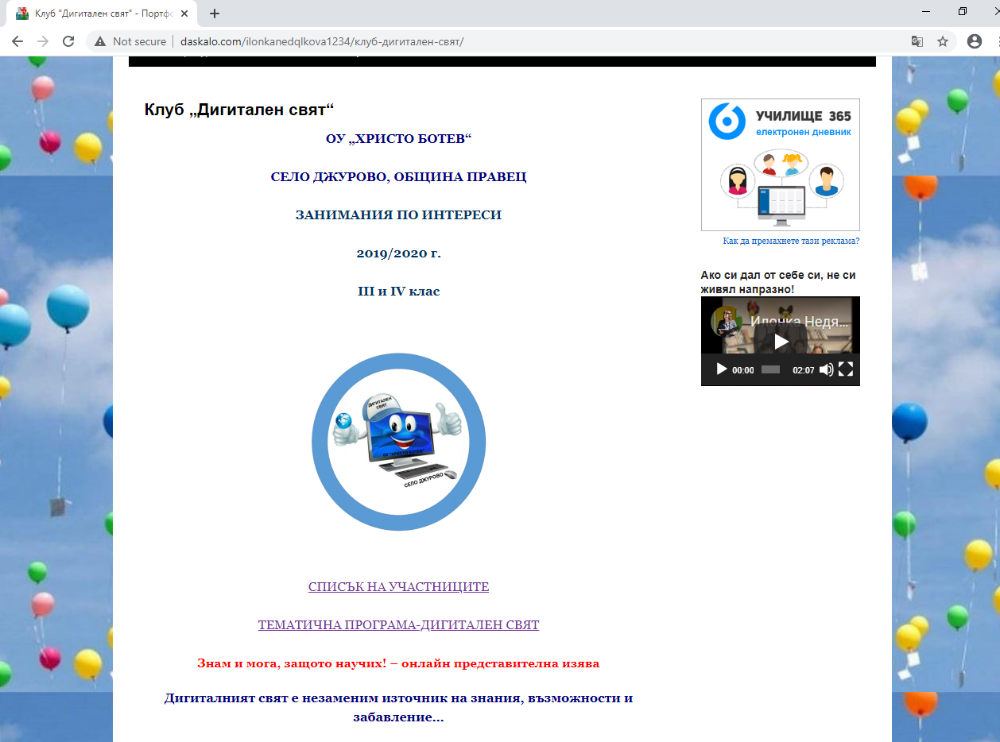 Клуб "Дигитален свят" - Портфо
Not secure
daskalo.com/ilonkanedqlkova1234/клуб-дигитален-свят/
Клуб „Дигитален свят“
ОУ „ХРИСТО БОТЕВ“
СЕЛО ДЖУРОВО, ОБЩИНА ПРАВЕЦ
ЗАНИМАНИЯ ПО ИНТЕРЕСИ
2019/2020 г.
III и IV клас
ДИГИТАЛЕН
СВЯТ
ОУ "ХРИСТО БОТЕВ"
СЕЛО ДЖУРОВО
СПИСЪК НА УЧАСТНИЦИТЕ
ТЕМАТИЧНА ПРОГРАМА-ДИГИТАЛЕН СВЯТ
Знам и мога, защото научих! – онлайн представителна изява
Дигиталният свят е незаменим източник на знания, възможности и
забавление...
УЧИЛИЩЕ 365
електронен дневник
Как да премахнете тази реклама?
Ако си дал от себе си, не си
живял напразно!
Илонка Недя...
00:00
02:07